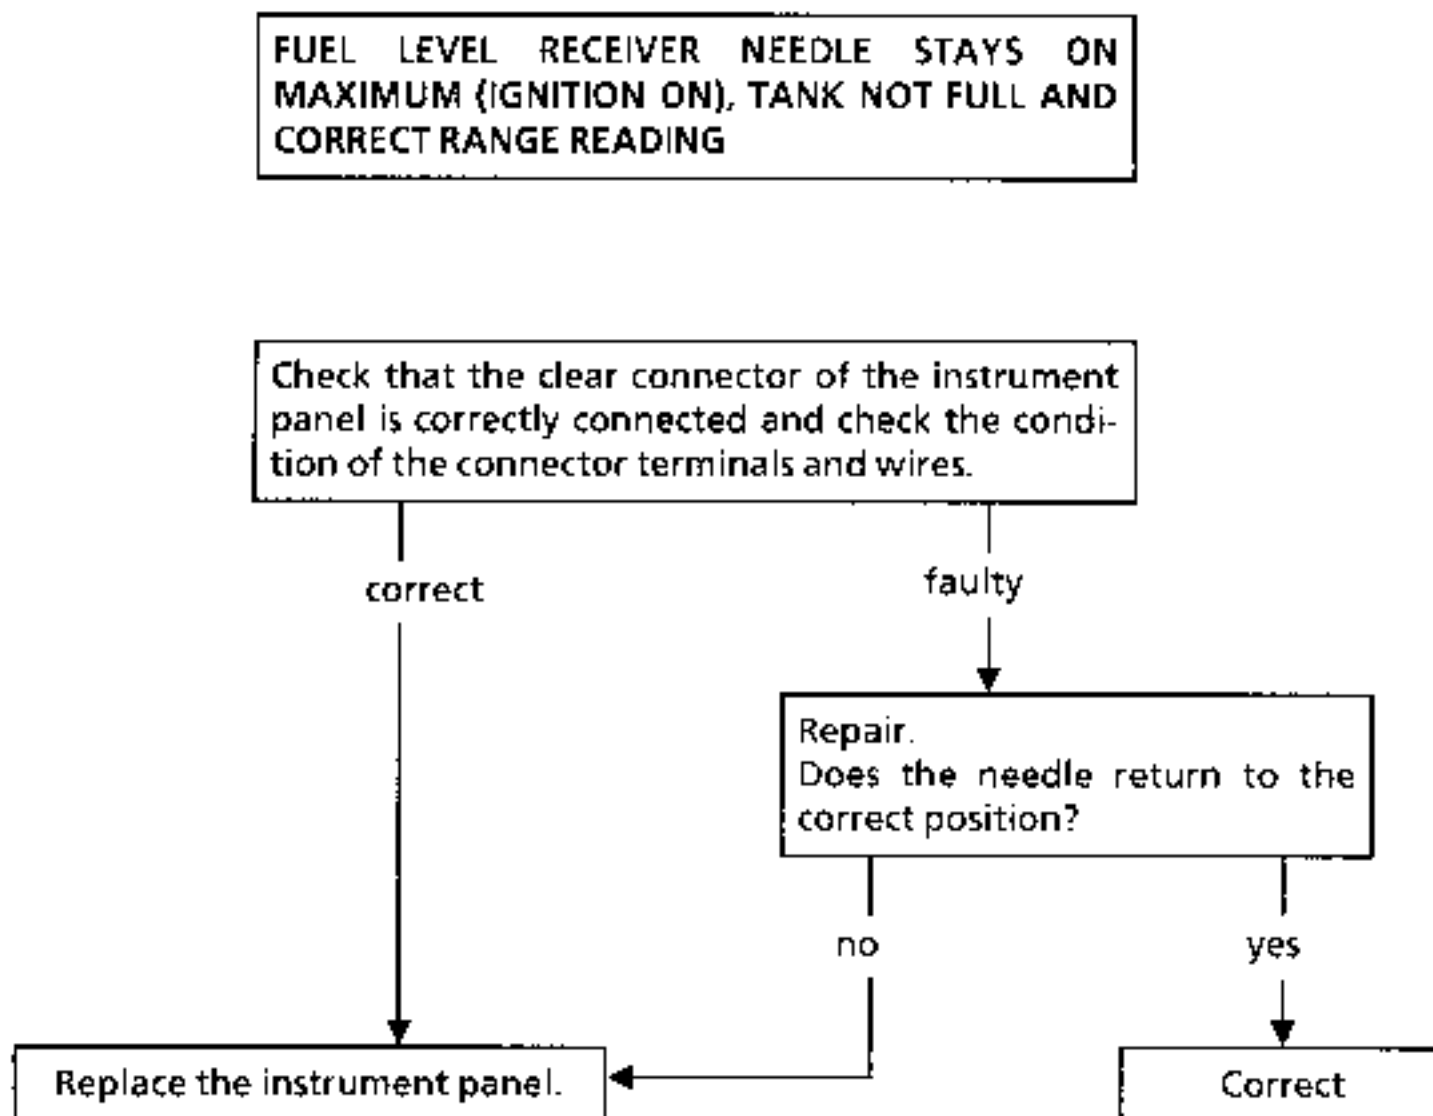 FUEL LEVEL RECEIVER NEEDLE STAYS ON
MAXIMUM (IGNITION ON), TANK NOT FULL AND
CORRECT RANGE READING
Check that the clear connector of the instrument
panel is correctly connected and check the condi-
tion of the connector terminals and wires.
correct
faulty
Repair.
Does the needle return to the
correct position?
no
yes
Replace the instrument panel.
Correct